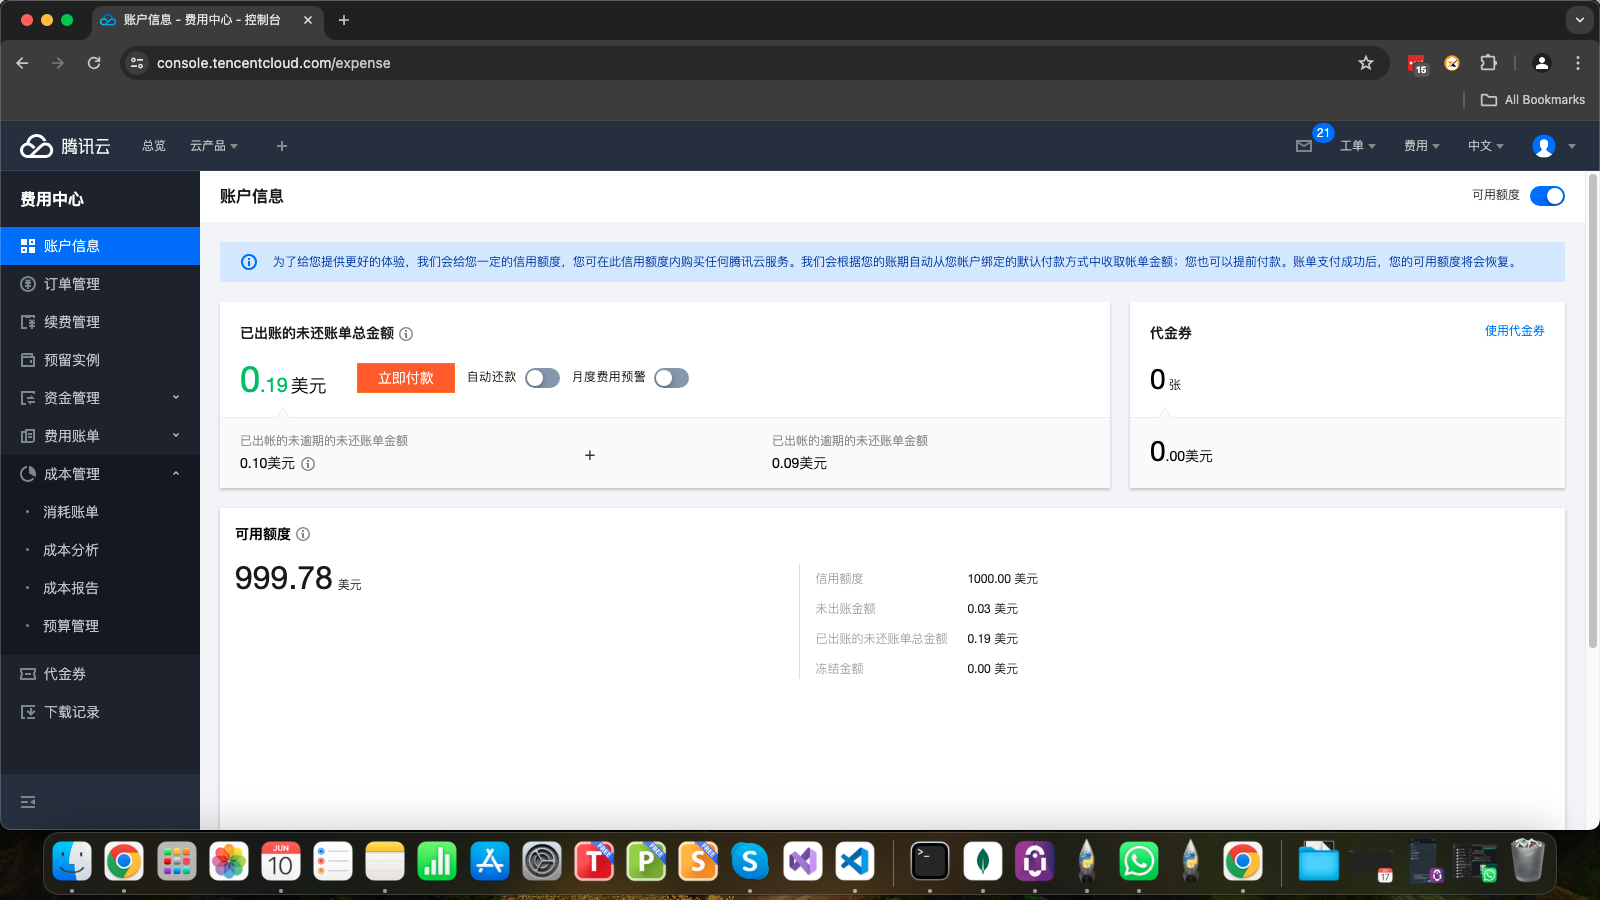 账户信息 - 费用中心 - 控制台
console.tencentcloud.com/expense
15
All Bookmarks
腾讯云
总览
云产品
21
工单
费用
中文
费用中心
账户信息
订单管理
续费管理
预留实例
资金管理
费用账单
成本管理
消耗账单
成本分析
成本报告
预算管理
代金券
下载记录
账户信息
可用额度
为了给您提供更好的体验，我们会给您一定的信用额度，您可在此信用额度内购买任何腾讯云服务。我们会根据您的账期自动从您帐户绑定的默认付款方式中收取帐单金额；您也可以提前付款。账单支付成功后，您的可用额度将会恢复。
已出账的未还账单总金额
0.19 美元
立即付款
自动还款
月度费用预警
已出帐的未逾期的未还账单金额
0.10美元
+
已出帐的逾期的未还账单金额
0.09美元
代金券
使用代金券
0 张
0.00美元
可用额度
999.78 美元
信用额度 1000.00 美元
未出账金额 0.03 美元
已出账的未还账单总金额 0.19 美元
冻结金额 0.00 美元
JUN
10
T FREE
P FREE
S FREE
17